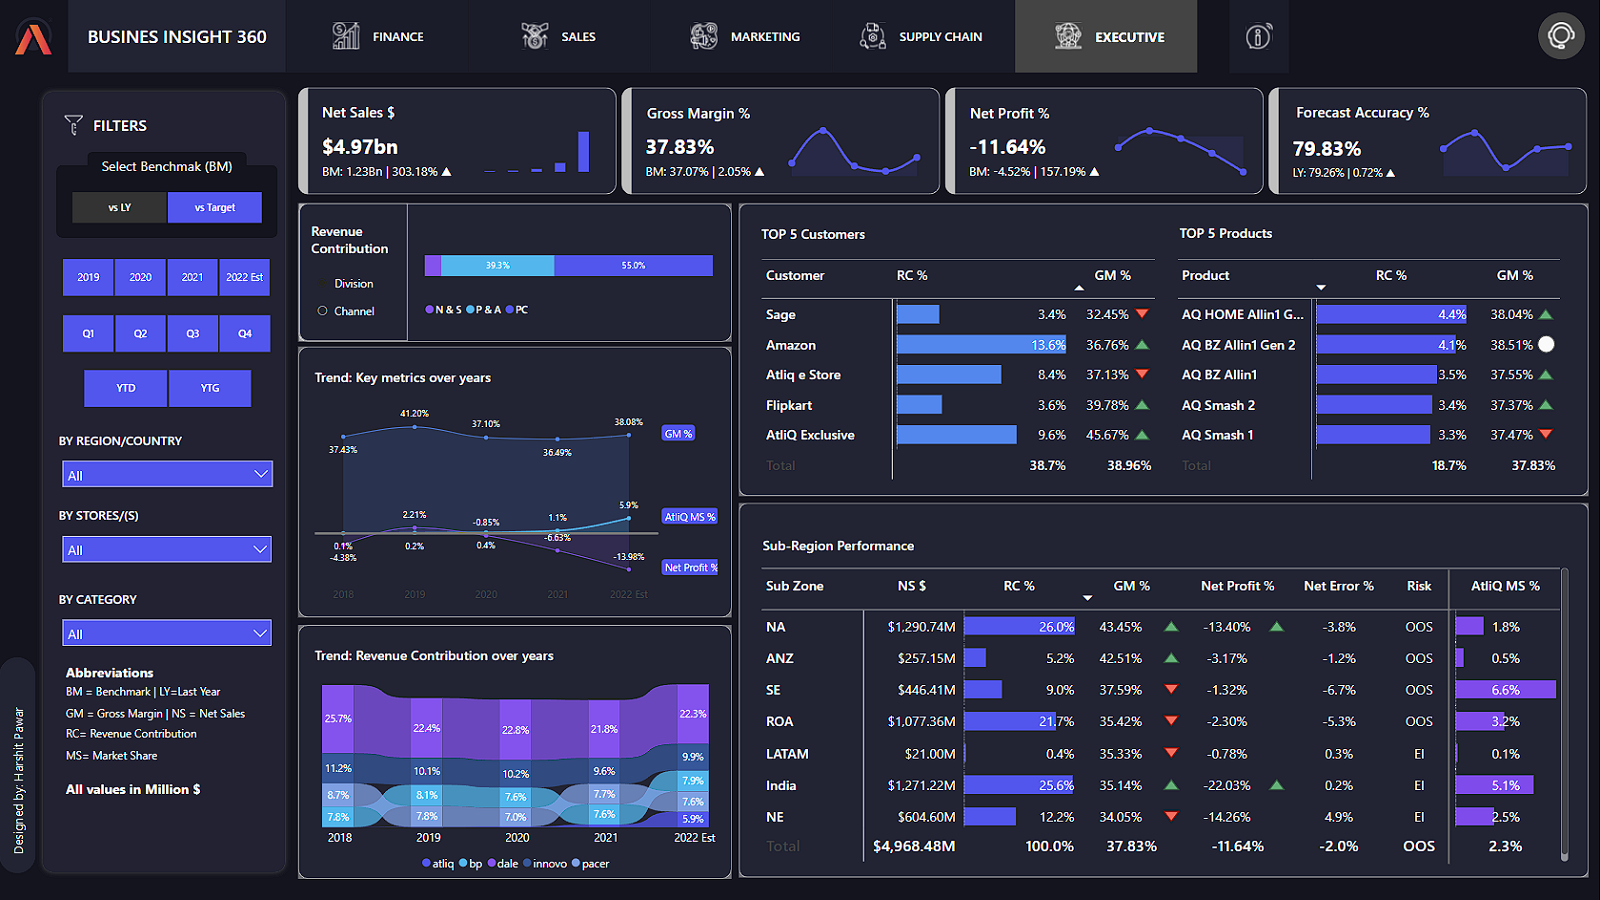 BUSINES INSIGHT 360
FINANCE
SALES
MARKETING
SUPPLY CHAIN
EXECUTIVE
FILTERS
Select Benchmak (BM)
vs LY
vs Target
2019
2020
2021
2022 Est
Q1
Q2
Q3
Q4
YTD
YTG
BY REGION/COUNTRY
All
BY STORES/(S)
All
BY CATEGORY
All
Abbreviations
BM = Benchmark | LY=Last Year
GM = Gross Margin | NS = Net Sales
RC= Revenue Contribution
MS= Market Share
All values in Million $
Designed by: Harshit Pawar
Net Sales $
$4.97bn
BM: 1.23Bn | 303.18% ▲
Gross Margin %
37.83%
BM: 37.07% | 2.05% ▲
Net Profit %
-11.64%
BM: -4.52% | 157.19% ▲
Forecast Accuracy %
79.83%
LY: 79.26% | 0.72% ▲
Revenue
Contribution
Division
Channel
39.3%
55.0%
N & S P & A PC
Trend: Key metrics over years
37.43%
41.20%
37.10%
36.49%
38.08%
GM %
2.21%
-0.85%
1.1%
5.9%
AtliQ MS %
0.1%
-4.38%
0.2%
0.4%
-6.63%
-13.98%
Net Profit %
2018 2019 2020 2021 2022 Est
Trend: Revenue Contribution over years
25.7% 22.4% 22.8% 21.8% 22.3%
11.2% 10.1% 10.2% 9.6% 9.9%
8.7% 8.1% 7.6% 7.7% 7.9%
7.8% 7.8% 7.0% 7.6% 7.6%
5.9%
2018 2019 2020 2021 2022 Est
atliq bp dale innovo pacer
TOP 5 Customers
Customer RC % GM %
Sage 3.4% 32.45%
Amazon 13.6% 36.76%
Atliq e Store 8.4% 37.13%
Flipkart 3.6% 39.78%
AtliQ Exclusive 9.6% 45.67%
Total 38.7% 38.96%
TOP 5 Products
Product RC % GM %
AQ HOME Allin1 G... 4.4% 38.04%
AQ BZ Allin1 Gen 2 4.1% 38.51%
AQ BZ Allin1 3.5% 37.55%
AQ Smash 2 3.4% 37.37%
AQ Smash 1 3.3% 37.47%
Total 18.7% 37.83%
Sub-Region Performance
Sub Zone NS $ RC % GM % Net Profit % Net Error % Risk AtliQ MS %
NA $1,290.74M 26.0% 43.45% -13.40% -3.8% OOS 1.8%
ANZ $257.15M 5.2% 42.51% -3.17% -1.2% OOS 0.5%
SE $446.41M 9.0% 37.59% -1.32% -6.7% OOS 6.6%
ROA $1,077.36M 21.7% 35.42% -2.30% -5.3% OOS 3.2%
LATAM $21.00M 0.4% 35.33% -0.78% 0.3% EI 0.1%
India $1,271.22M 25.6% 35.14% -22.03% 0.2% EI 5.1%
NE $604.60M 12.2% 34.05% -14.26% 4.9% EI 2.5%
Total $4,968.48M 100.0% 37.83% -11.64% -2.0% OOS 2.3%